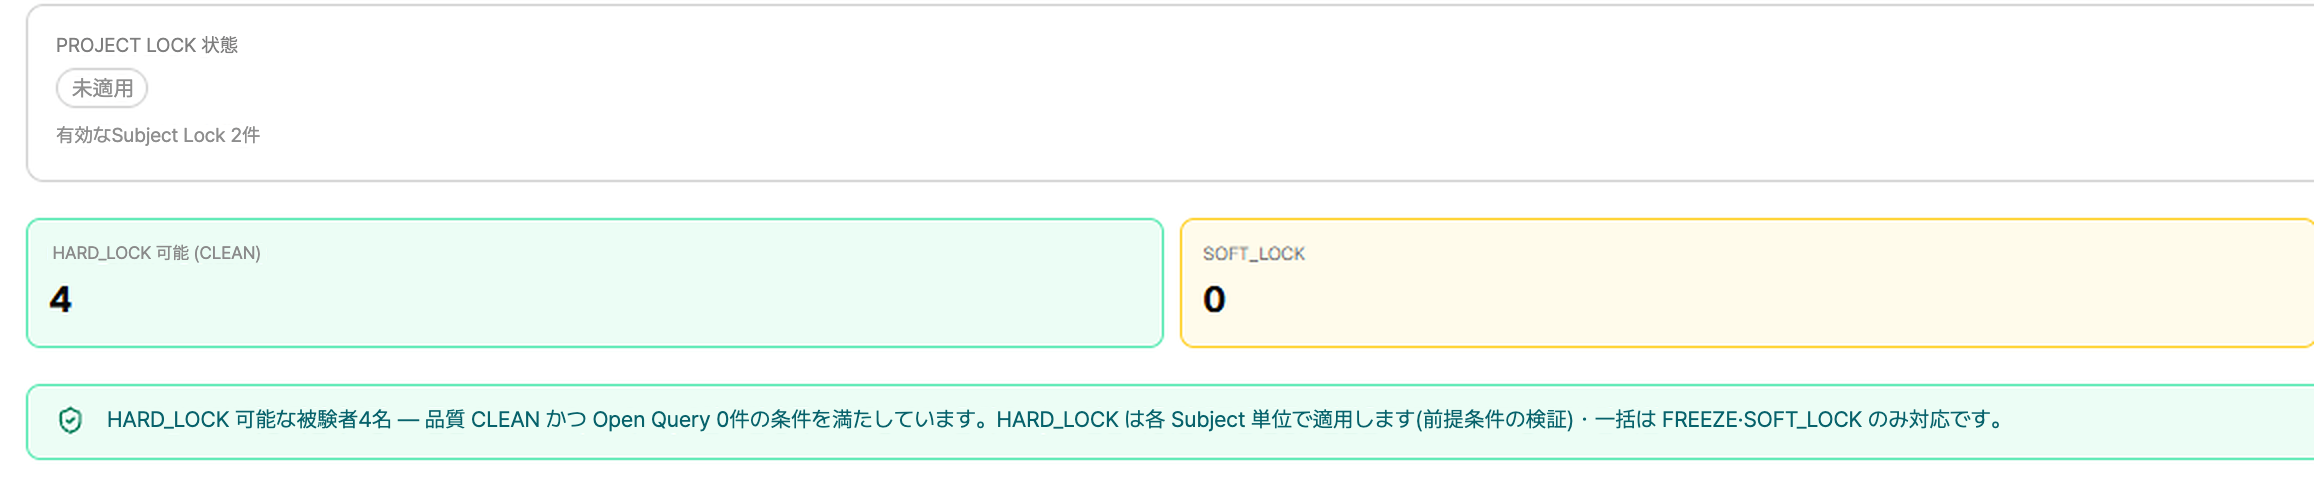 PROJECT LOCK 状態
未適用
有効なSubject Lock 2件
HARD_LOCK 可能 (CLEAN)
4
SOFT_LOCK
0
HARD_LOCK 可能な被験者4名 — 品質 CLEAN かつ Open Query 0件の条件を満たしています。HARD_LOCK は各 Subject 単位で適用します(前提条件の検証)・一括は FREEZE·SOFT_LOCK のみ対応です。